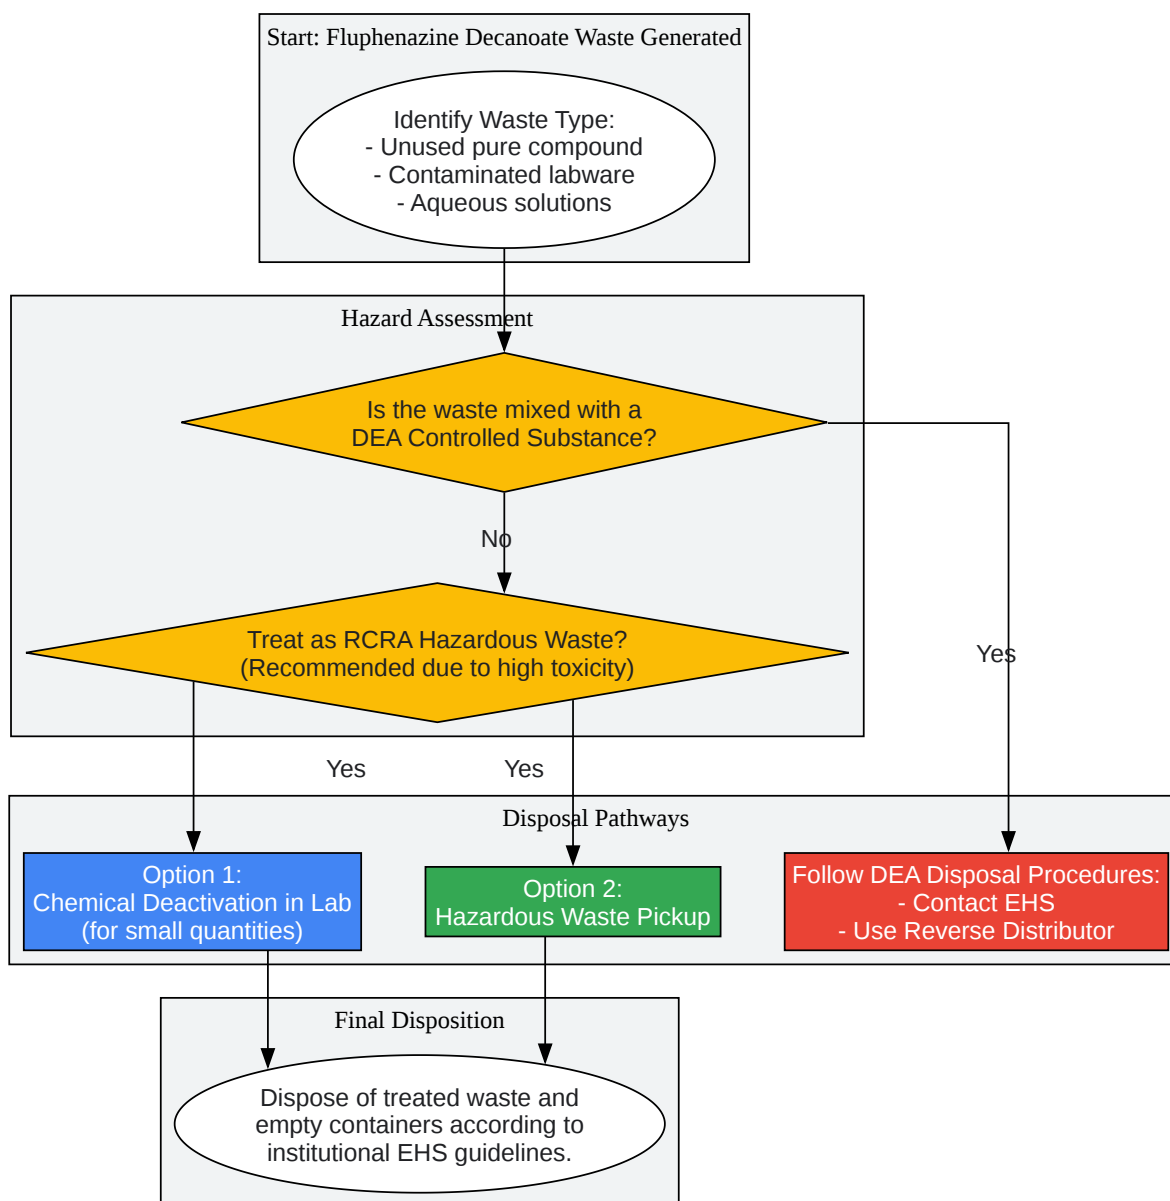 Start: Fluphenazine Decanoate Waste Generated
Identify Waste Type:
- Unused pure compound
- Contaminated labware
- Aqueous solutions
Hazard Assessment
Is the waste mixed with a
DEA Controlled Substance?
No
Yes
Treat as RCRA Hazardous Waste?
(Recommended due to high toxicity)
Yes
Yes
Disposal Pathways
Option 1:
Chemical Deactivation in Lab
(for small quantities)
Option 2:
Hazardous Waste Pickup
Follow DEA Disposal Procedures:
- Contact EHS
- Use Reverse Distributor
Final Disposition
Dispose of treated waste and
empty containers according to
institutional EHS guidelines.